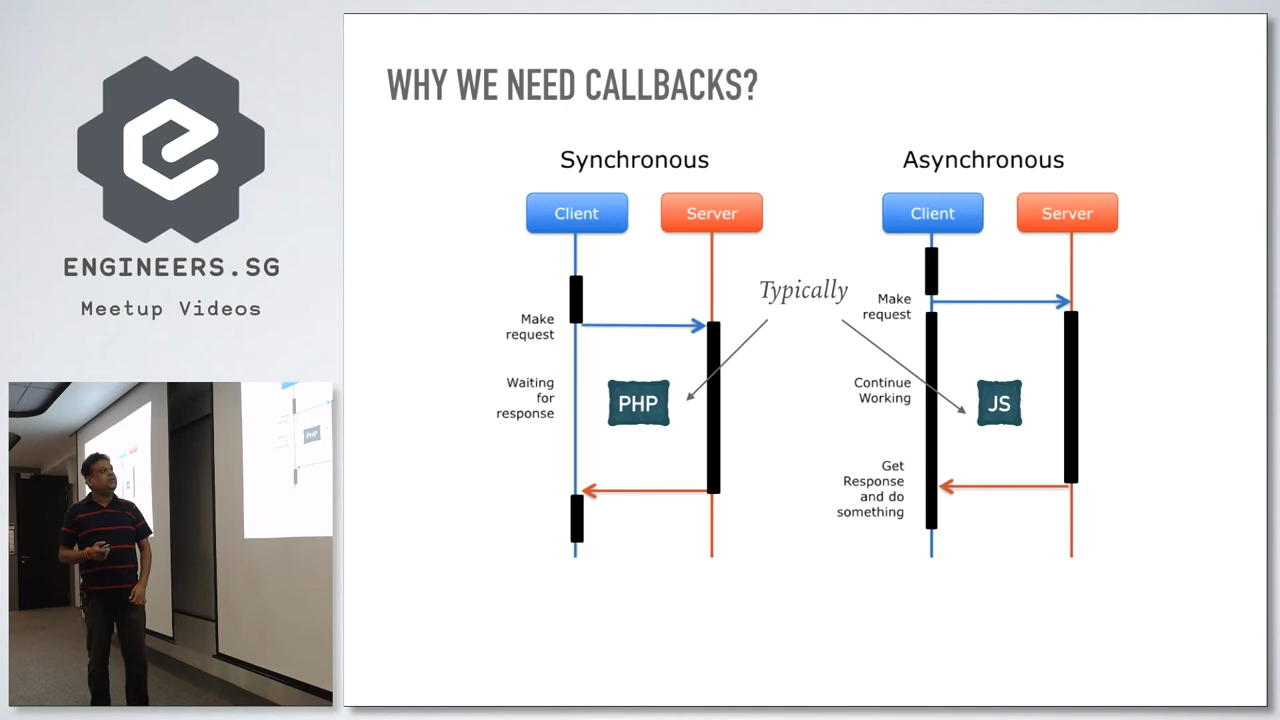 ENGINEERS.SG
Meetup Videos
WHY WE NEED CALLBACKS?
Synchronous
Client
Server
Make
request
Waiting
for
response
PHP
Typically
Asynchronous
Client
Server
Make
request
Continue
Working
JS
Get
Response
and do
something
PHP